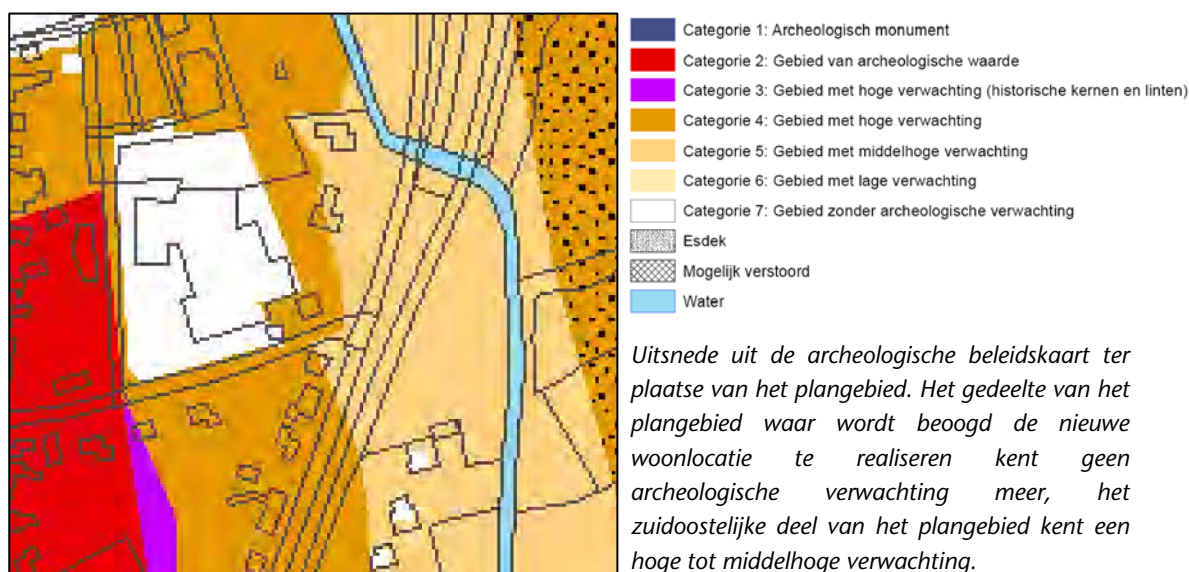 Categorie 1: Archeologisch monument
Categorie 2: Gebied van archeologische waarde
Categorie 3: Gebied met hoge verwachting (historische kernen en linten)
Categorie 4: Gebied met hoge verwachting
Categorie 5: Gebied met middelhoge verwachting
Categorie 6: Gebied met lage verwachting
Categorie 7: Gebied zonder archeologische verwachting
Esdek
Mogelijk verstoord
Water
Uitsnede uit de archeologische beleidskaart ter
plaatse van het plangebied. Het gedeelte van het
plangebied waar wordt beoogd de nieuwe
woonlocatie te realiseren kent geen
archeologische verwachting meer, het
zuidoostelijke deel van het plangebied kent een
hoge tot middelhoge verwachting.